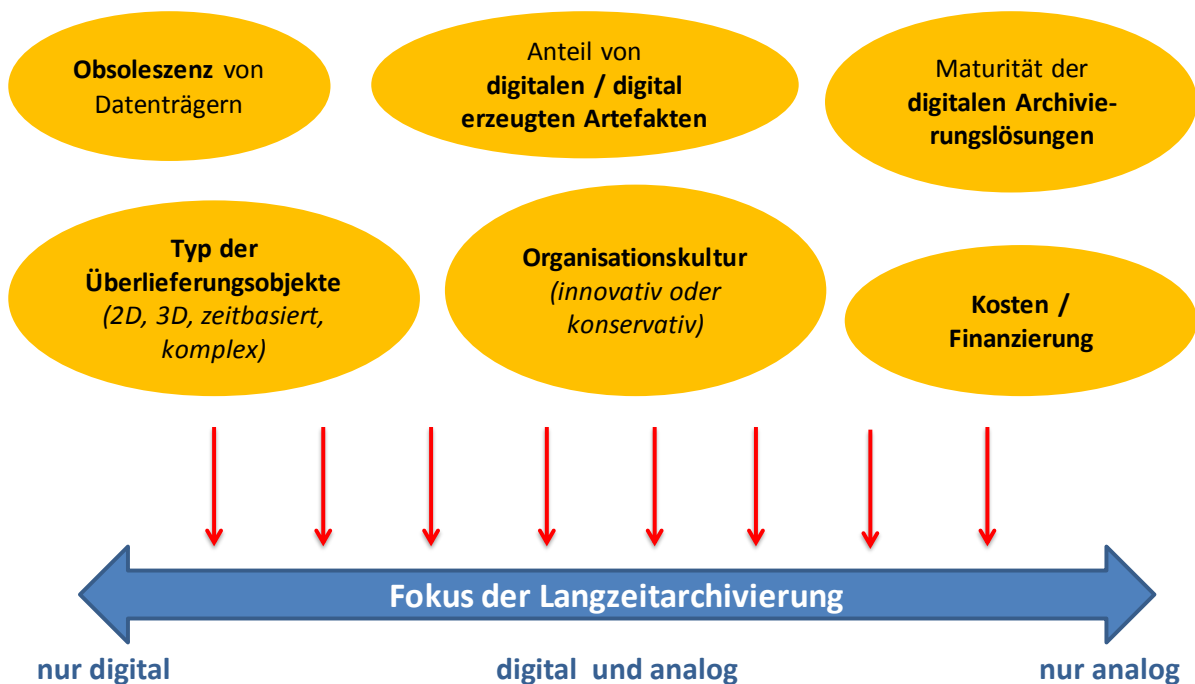 Obsoleszenz von
Datenträgern
Anteil von
digitalen / digital
erzeugten Artefakten
Maturität der
digitalen Archivie-
rungslösungen
Typ der
Überlieferungsobjekte
(2D, 3D, zeitbasiert,
komplex)
Organisationskultur
(innovativ oder
konservativ)
Kosten /
Finanzierung
Fokus der Langzeitarchivierung
nur digital
digital und analog
nur analog